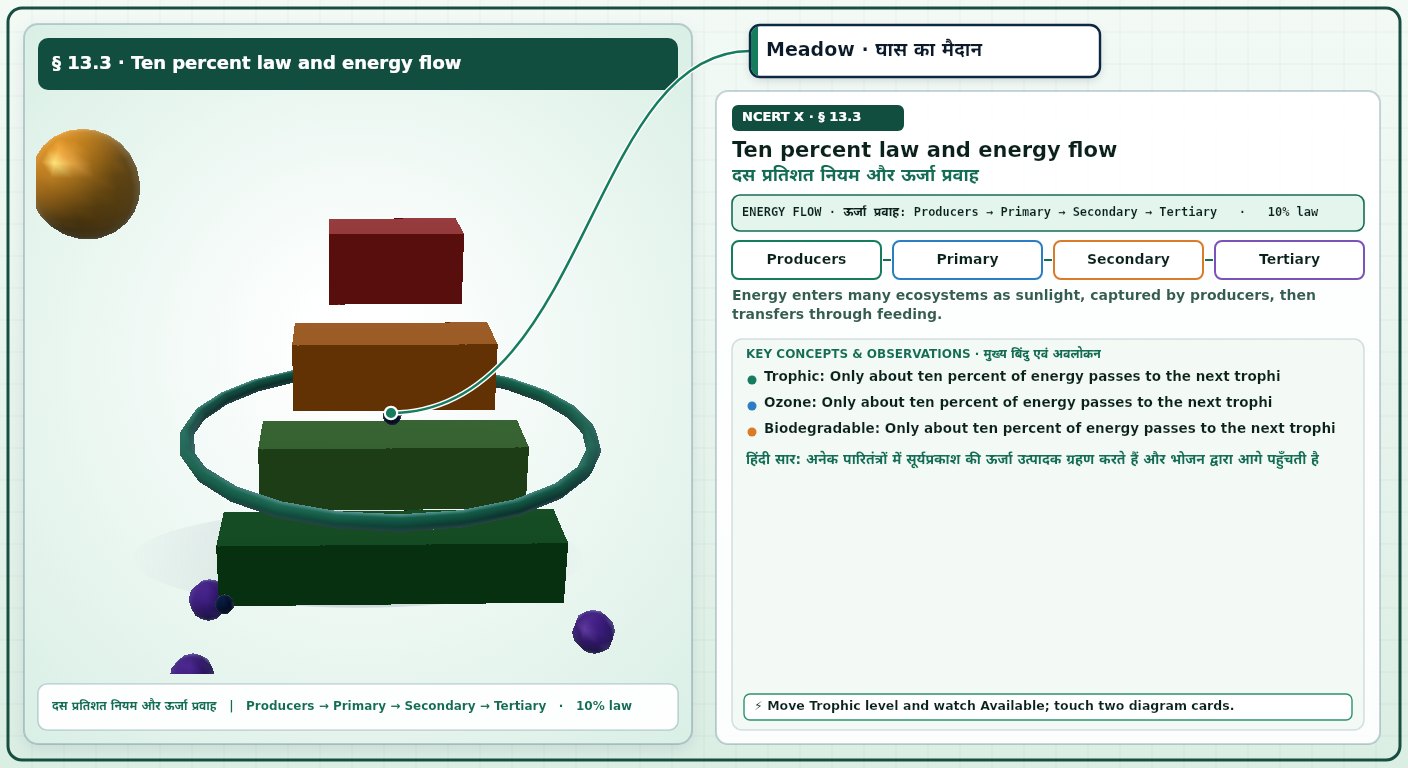 § 13.3 · Ten percent law and energy flow
दस प्रतिशत नियम और ऊर्जा प्रवाह | Producers → Primary → Secondary → Tertiary · 10% law
Meadow · घास का मैदान
NCERT X · § 13.3
Ten percent law and energy flow
दस प्रतिशत नियम और ऊर्जा प्रवाह
ENERGY FLOW · ऊर्जा प्रवाह: Producers → Primary → Secondary → Tertiary · 10% law
Producers Primary Secondary Tertiary
Energy enters many ecosystems as sunlight, captured by producers, then
transfers through feeding.
KEY CONCEPTS & OBSERVATIONS · मुख्य बिंदु एवं अवलोकन
Trophic: Only about ten percent of energy passes to the next trophi
Ozone: Only about ten percent of energy passes to the next trophi
Biodegradable: Only about ten percent of energy passes to the next trophi
हिंदी सार: अनेक पारितंत्रों में सूर्यप्रकाश की ऊर्जा उत्पादक ग्रहण करते हैं और भोजन द्वारा आगे पहुँचती है
⚡ Move Trophic level and watch Available; touch two diagram cards.